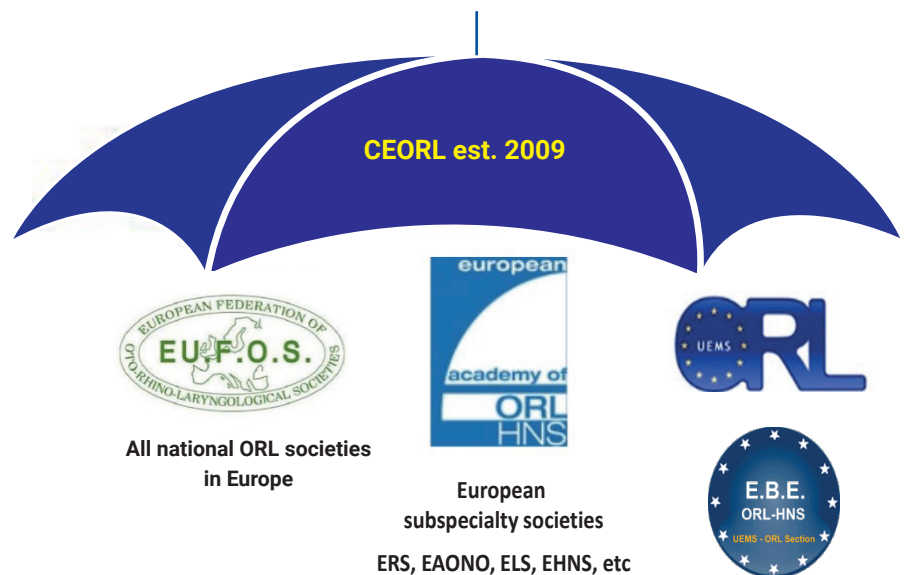 CEORL est. 2009
EUROPEAN FEDERATION OF
EU.F.O.S.
OTO-RHINO-LARYNGOLOGICAL SOCIETIES
All national ORL societies
in Europe
european
academy of
ORL
HNS
European
subspecialty societies
ERS, EAONO, ELS, EHNS, etc
ORL
UEMS
E.B.E.
ORL-HNS
UEMS - ORL Section